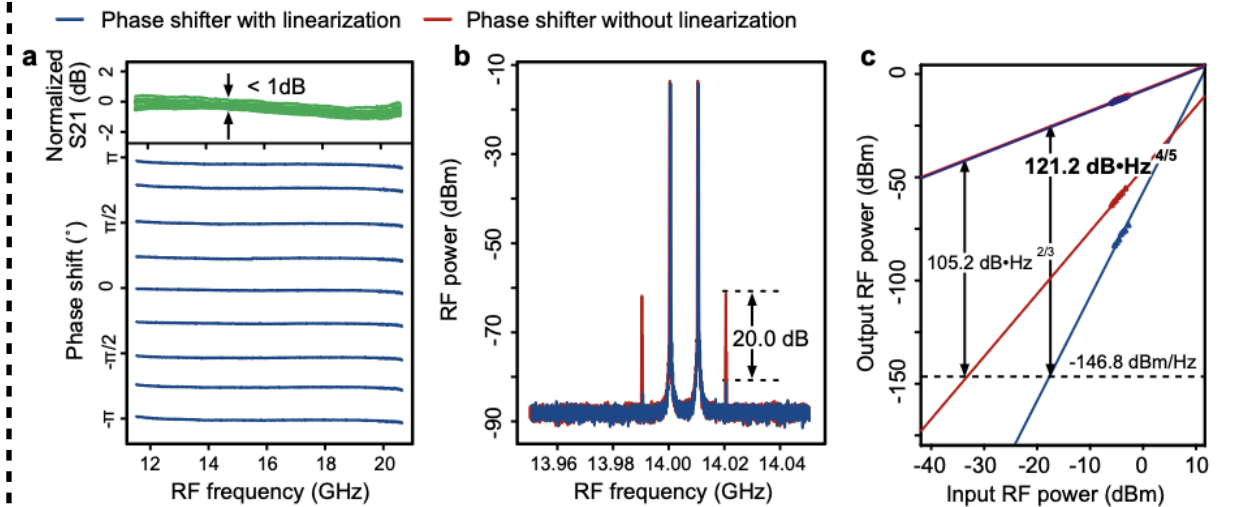 Phase shifter with linearization
Phase shifter without linearization
a
Normalized
S21 (dB)
2
0
-2
< 1dB
Phase shift (°)
π
π/2
0
-π/2
-π
12
14
16
18
20
RF frequency (GHz)
b
RF power (dBm)
-10
-30
-50
-70
-90
20.0 dB
13.96
13.98
14.00
14.02
14.04
RF frequency (GHz)
c
Output RF power (dBm)
0
-50
-100
-150
121.2 dB•Hz 4/5
105.2 dB•Hz 2/3
-146.8 dBm/Hz
-40
-30
-20
-10
0
10
Input RF power (dBm)